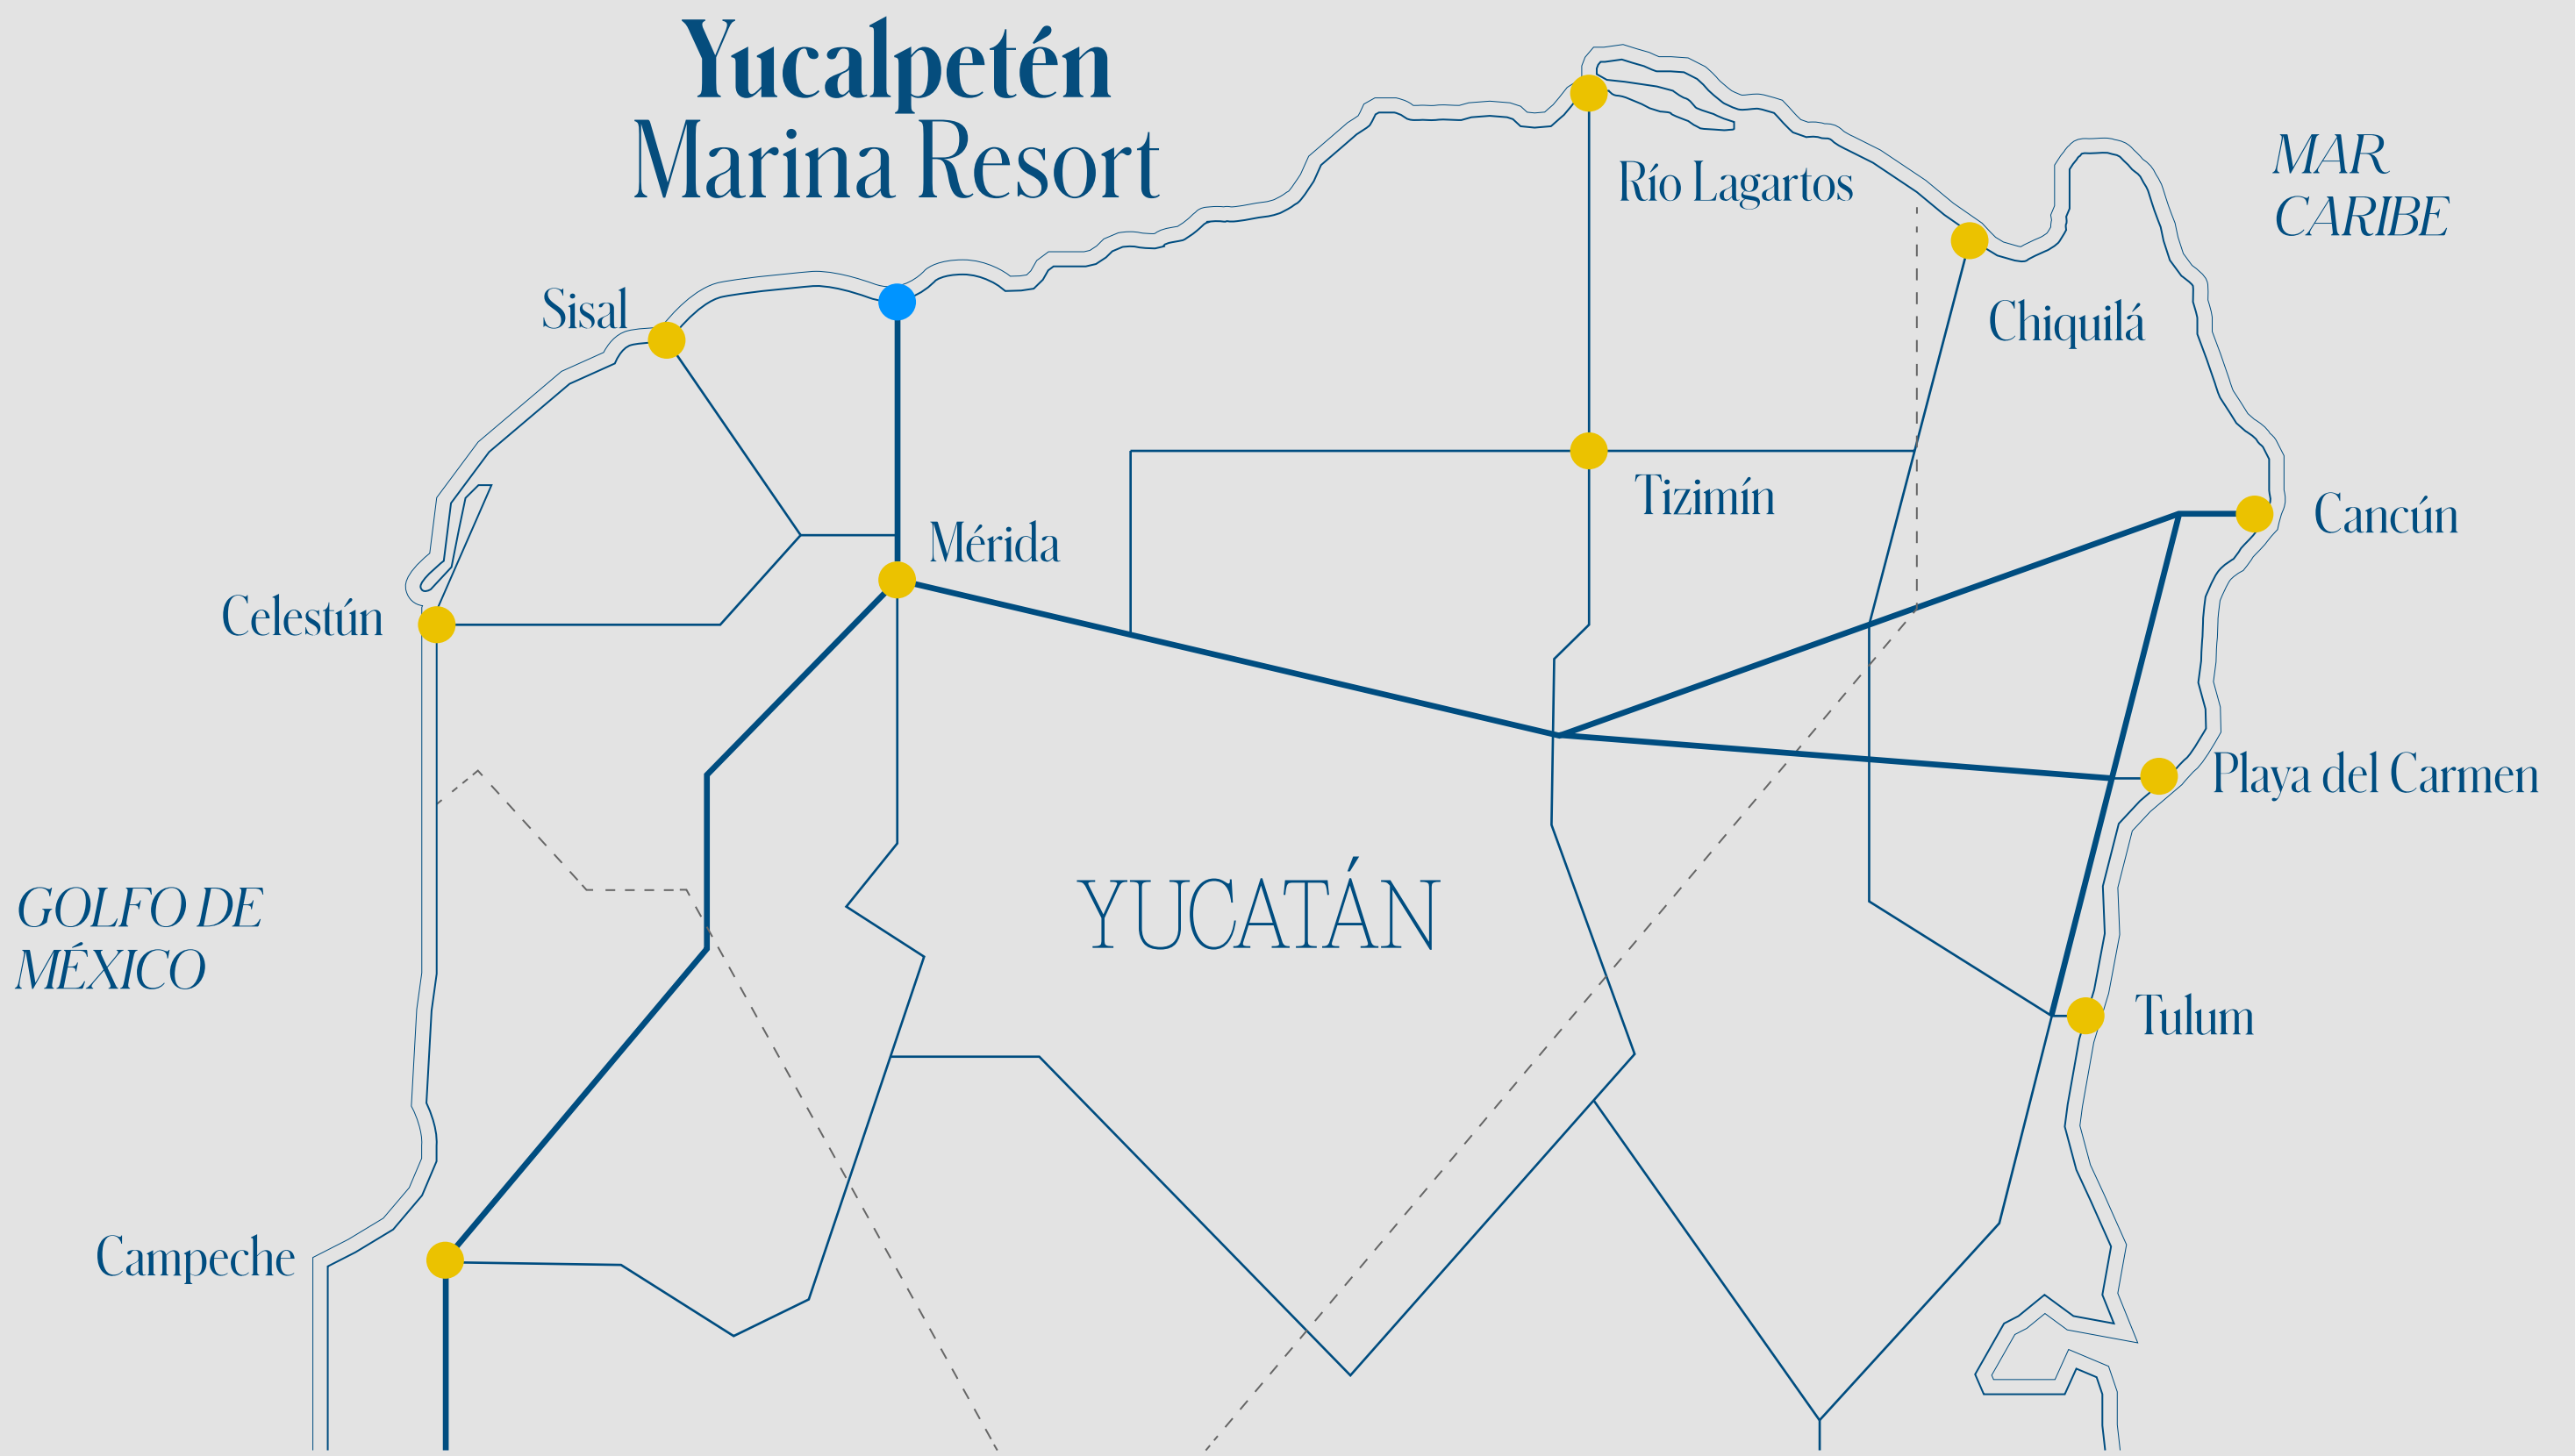 Yucalpetén
Marina Resort
MAR
CARIBE
Río Lagartos
Sisal
Chiquilá
Tizimín
Cancún
Mérida
Celestún
Playa del Carmen
YUCATÁN
GOLFO DE
MÉXICO
Tulum
Campeche